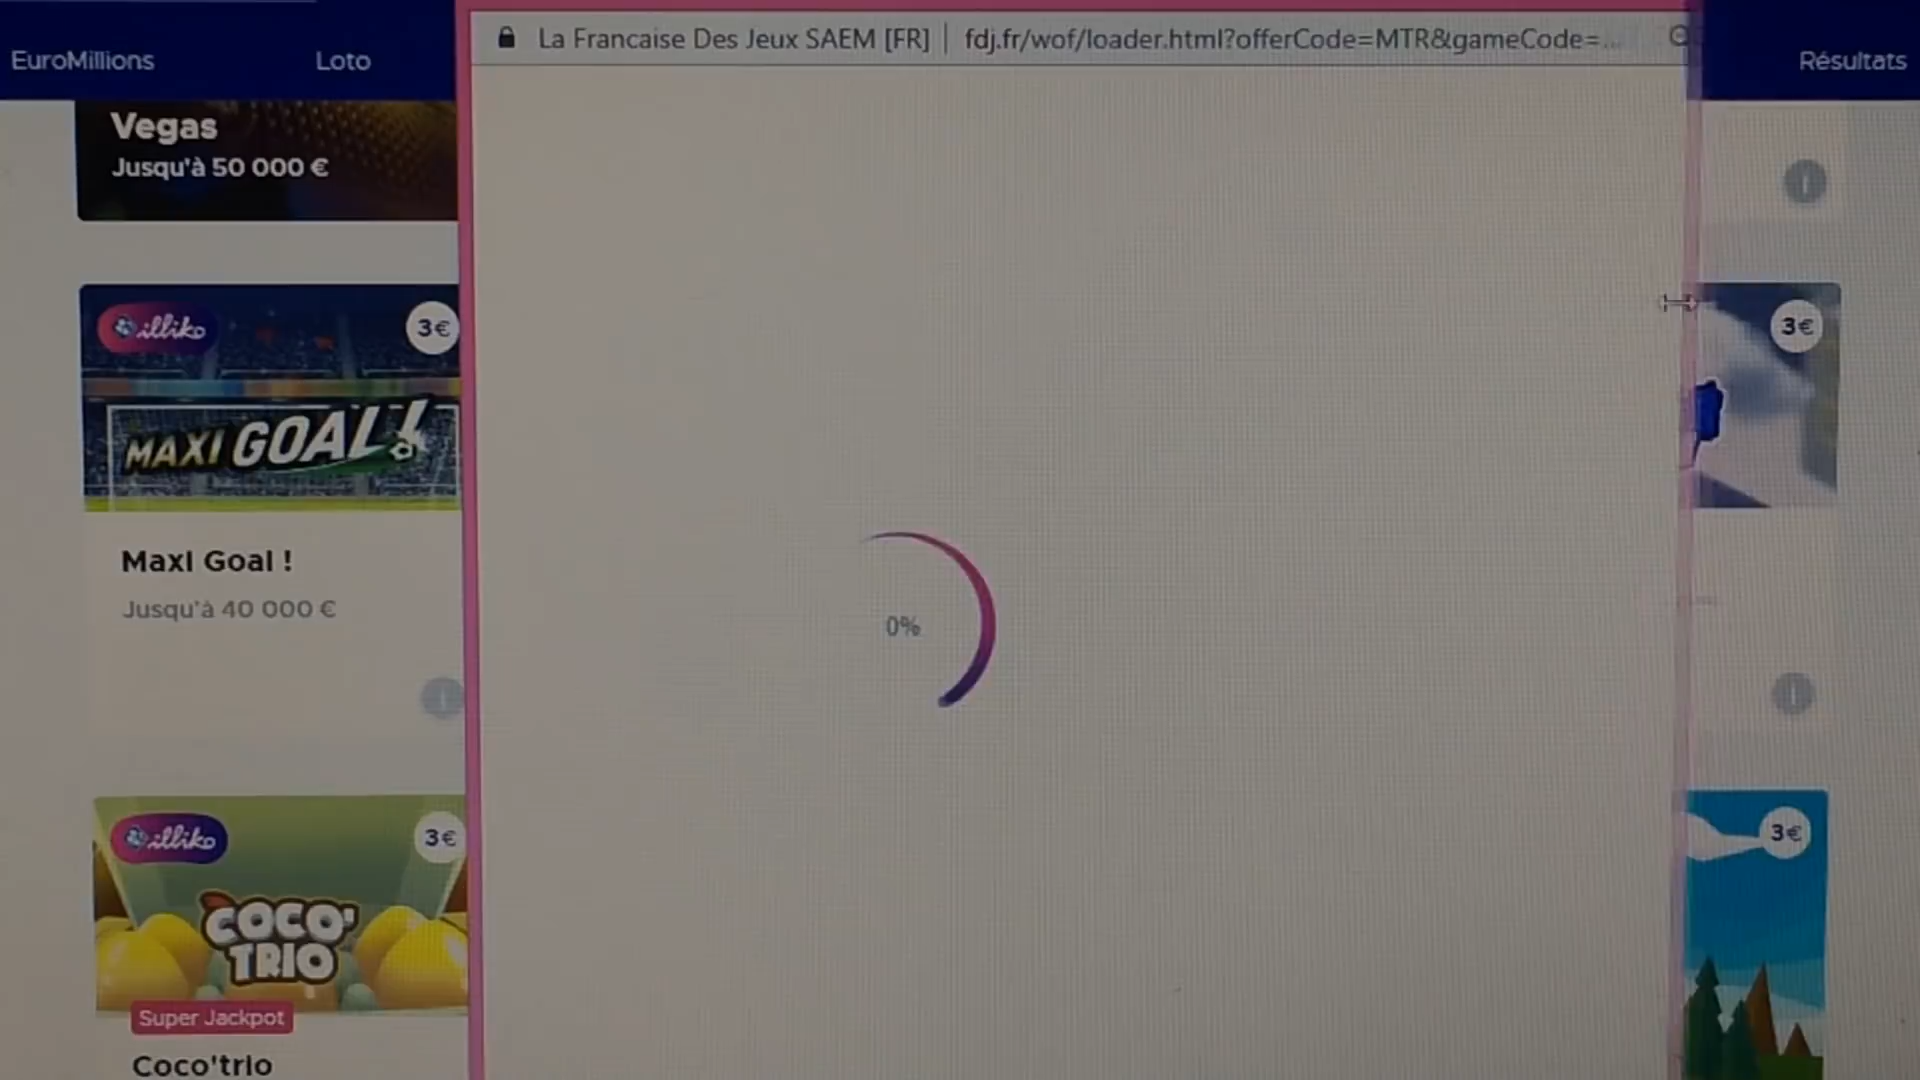 La Francaise Des Jeux SAEM [FR] | fdj.fr/wof/loader.html?offerCode=MTR&gameCode=...
EuroMillions
Loto
Résultats
Vegas
Jusqu'à 50 000 €
illiko
3€
MAXI GOAL !
Maxi Goal !
Jusqu'à 40 000 €
3€
0%
illiko
3€
COCO'
TRIO
Super Jackpot
Coco'trio
3€